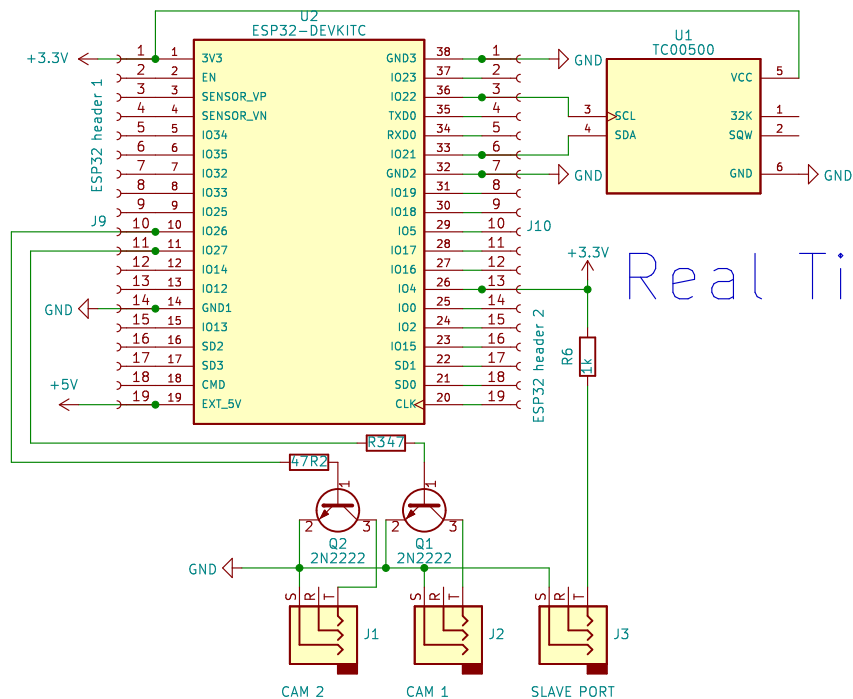 U2
ESP32-DEVKITC
+3.3V
ESP32 header 1
J9
1 1 3V3
2 2 EN
3 3 SENSOR_VP
4 4 SENSOR_VN
5 5 IO34
6 6 IO35
7 7 IO32
8 8 IO33
9 9 IO25
10 10 IO26
11 11 IO27
12 12 IO14
13 13 IO12
GND 14 14 GND1
15 15 IO13
16 16 SD2
17 17 SD3
18 18 CMD
+5V
19 19 EXT_5V
GND3 38 1 GND
IO23 37 2
IO22 36 3
TXD0 35 4
RXD0 34 5
IO21 33 6
GND2 32 7 GND
IO19 31 8
IO18 30 9
IO5 29 10 J10
IO17 28 11
IO16 27 12
IO4 26 13
IO0 25 14
IO2 24 15
IO15 23 16
SD1 22 17
SD0 21 18
CLK 20 19
ESP32 header 2
U1
TC00500
VCC 5
3 SCL 32K 1
4 SDA SQW 2
GND 6 GND
+3.3V
Real Ti
R6
1k
R347
47R2
1
2 3
Q2
2N2222
1
2 3
Q1
2N2222
GND
S R T
J1
CAM 2
S R T
J2
CAM 1
S R T
J3
SLAVE PORT